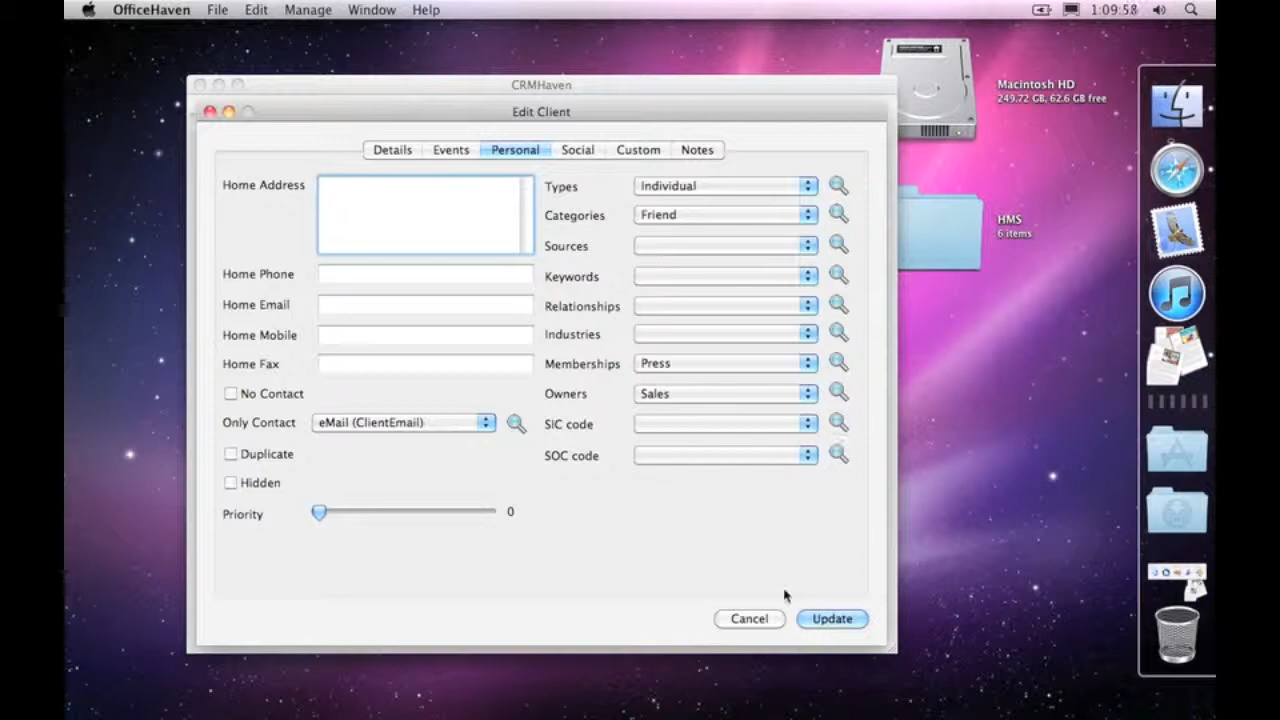 OfficeHaven File Edit Manage Window Help 1:09:58
Macintosh HD
249.72 GB, 62.6 GB free
HMS
6 items
CRMHaven
Edit Client
Details Events Personal Social Custom Notes
Home Address
Home Phone
Home Email
Home Mobile
Home Fax
No Contact
Only Contact eMail (ClientEmail)
Duplicate
Hidden
Priority 0
Types Individual
Categories Friend
Sources
Keywords
Relationships
Industries
Memberships Press
Owners Sales
SIC code
SOC code
Cancel Update